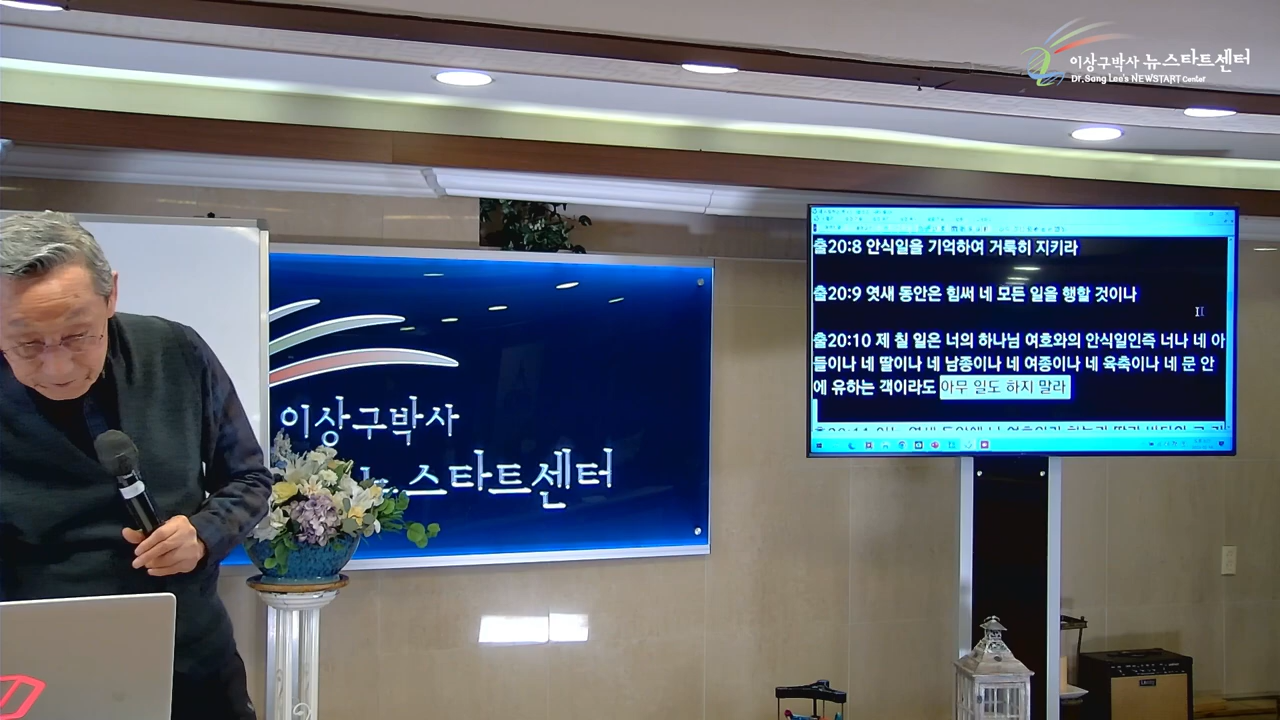 이상구박사 뉴스타트센터
Dr. Sang Lee's NEWSTART Center
출20:8 안식일을 기억하여 거룩히 지키라
출20:9 엿새 동안은 힘써 네 모든 일을 행할 것이나
출20:10 제 칠 일은 너의 하나님 여호와의 안식일인즉 너나 네 아
들이나 네 딸이나 네 남종이나 네 여종이나 네 육축이나 네 문 안
에 유하는 객이라도 아무 일도 하지 말라
이상구박사
뉴스타트센터